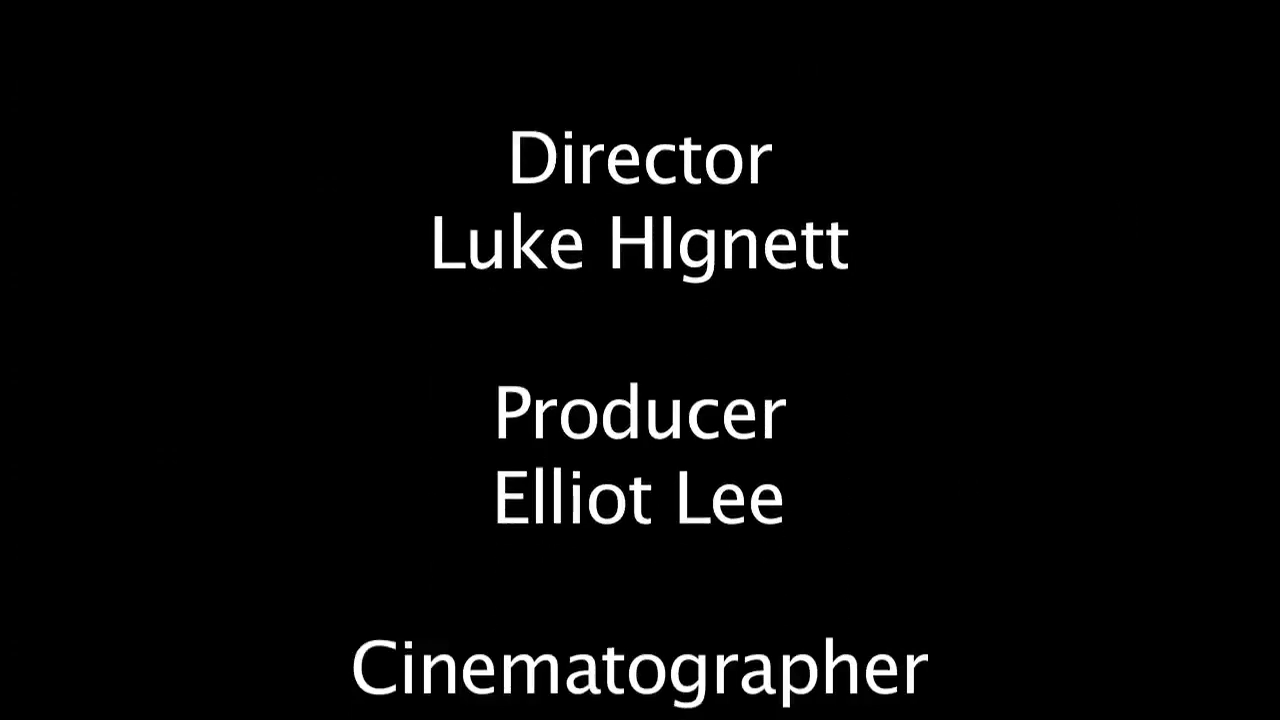 Director
Luke HIgnett
Producer
Elliot Lee
Cinematographer